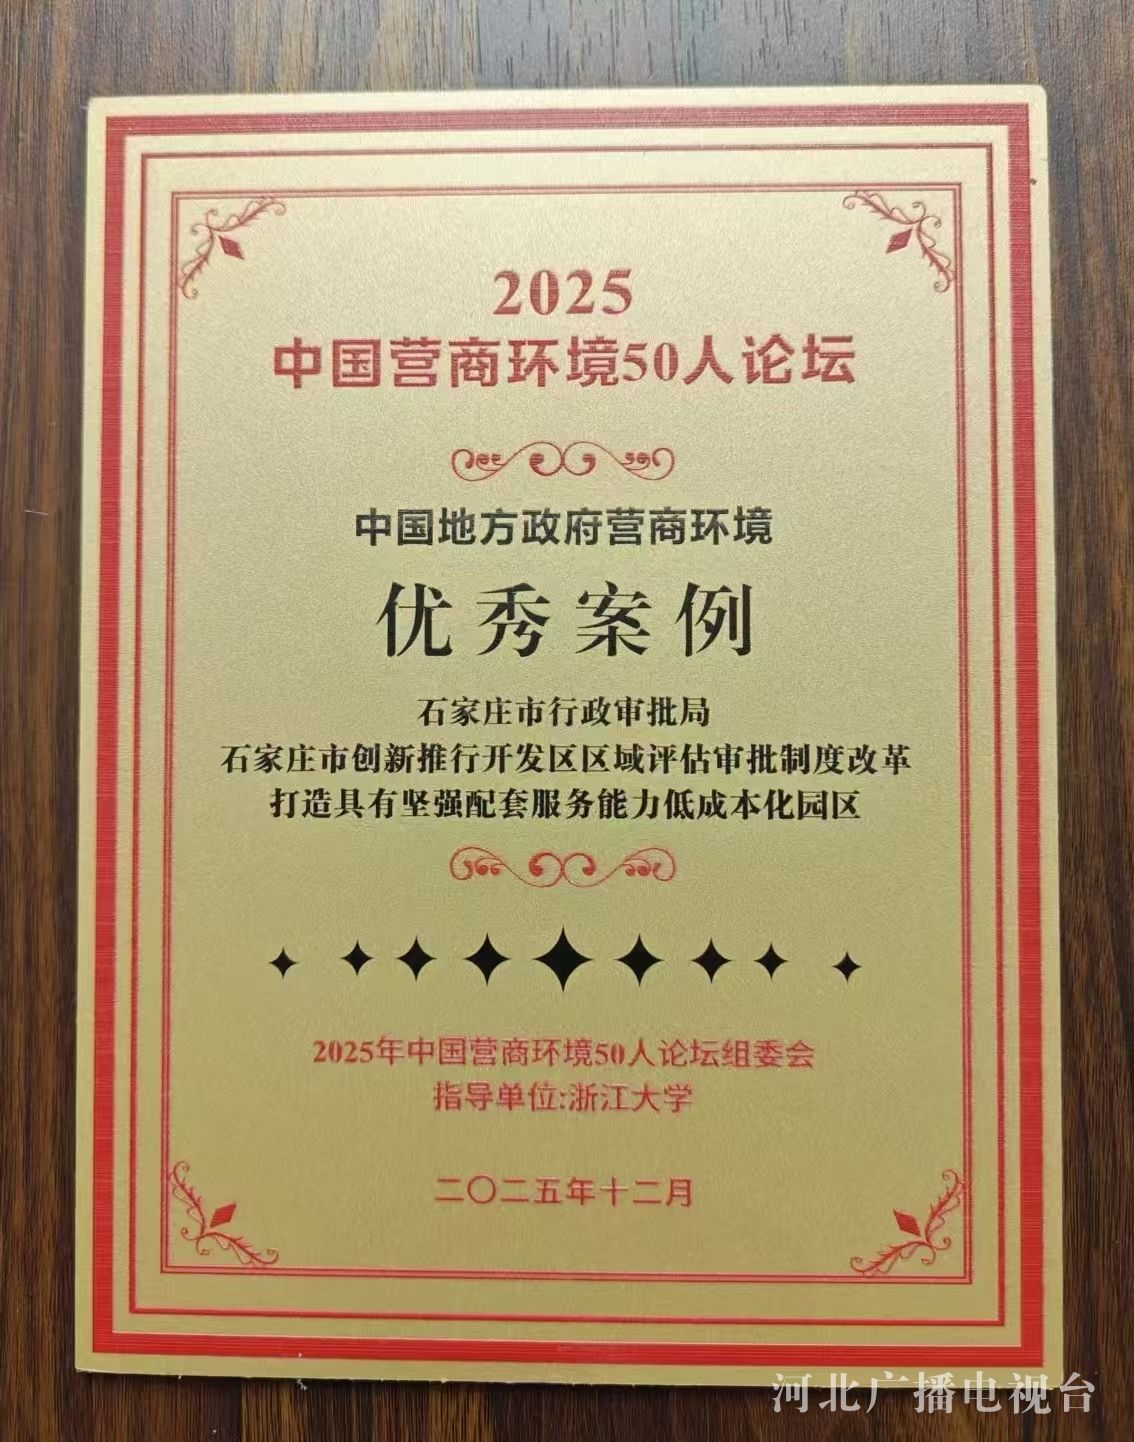 2025
中国营商环境50人论坛
中国地方政府营商环境
优秀案例
石家庄市行政审批局
石家庄市创新推行开发区区域评估审批制度改革
打造具有坚强配套服务能力低成本化园区
2025年中国营商环境50人论坛组委会
指导单位:浙江大学
二〇二五年十二月
河北广播电视台